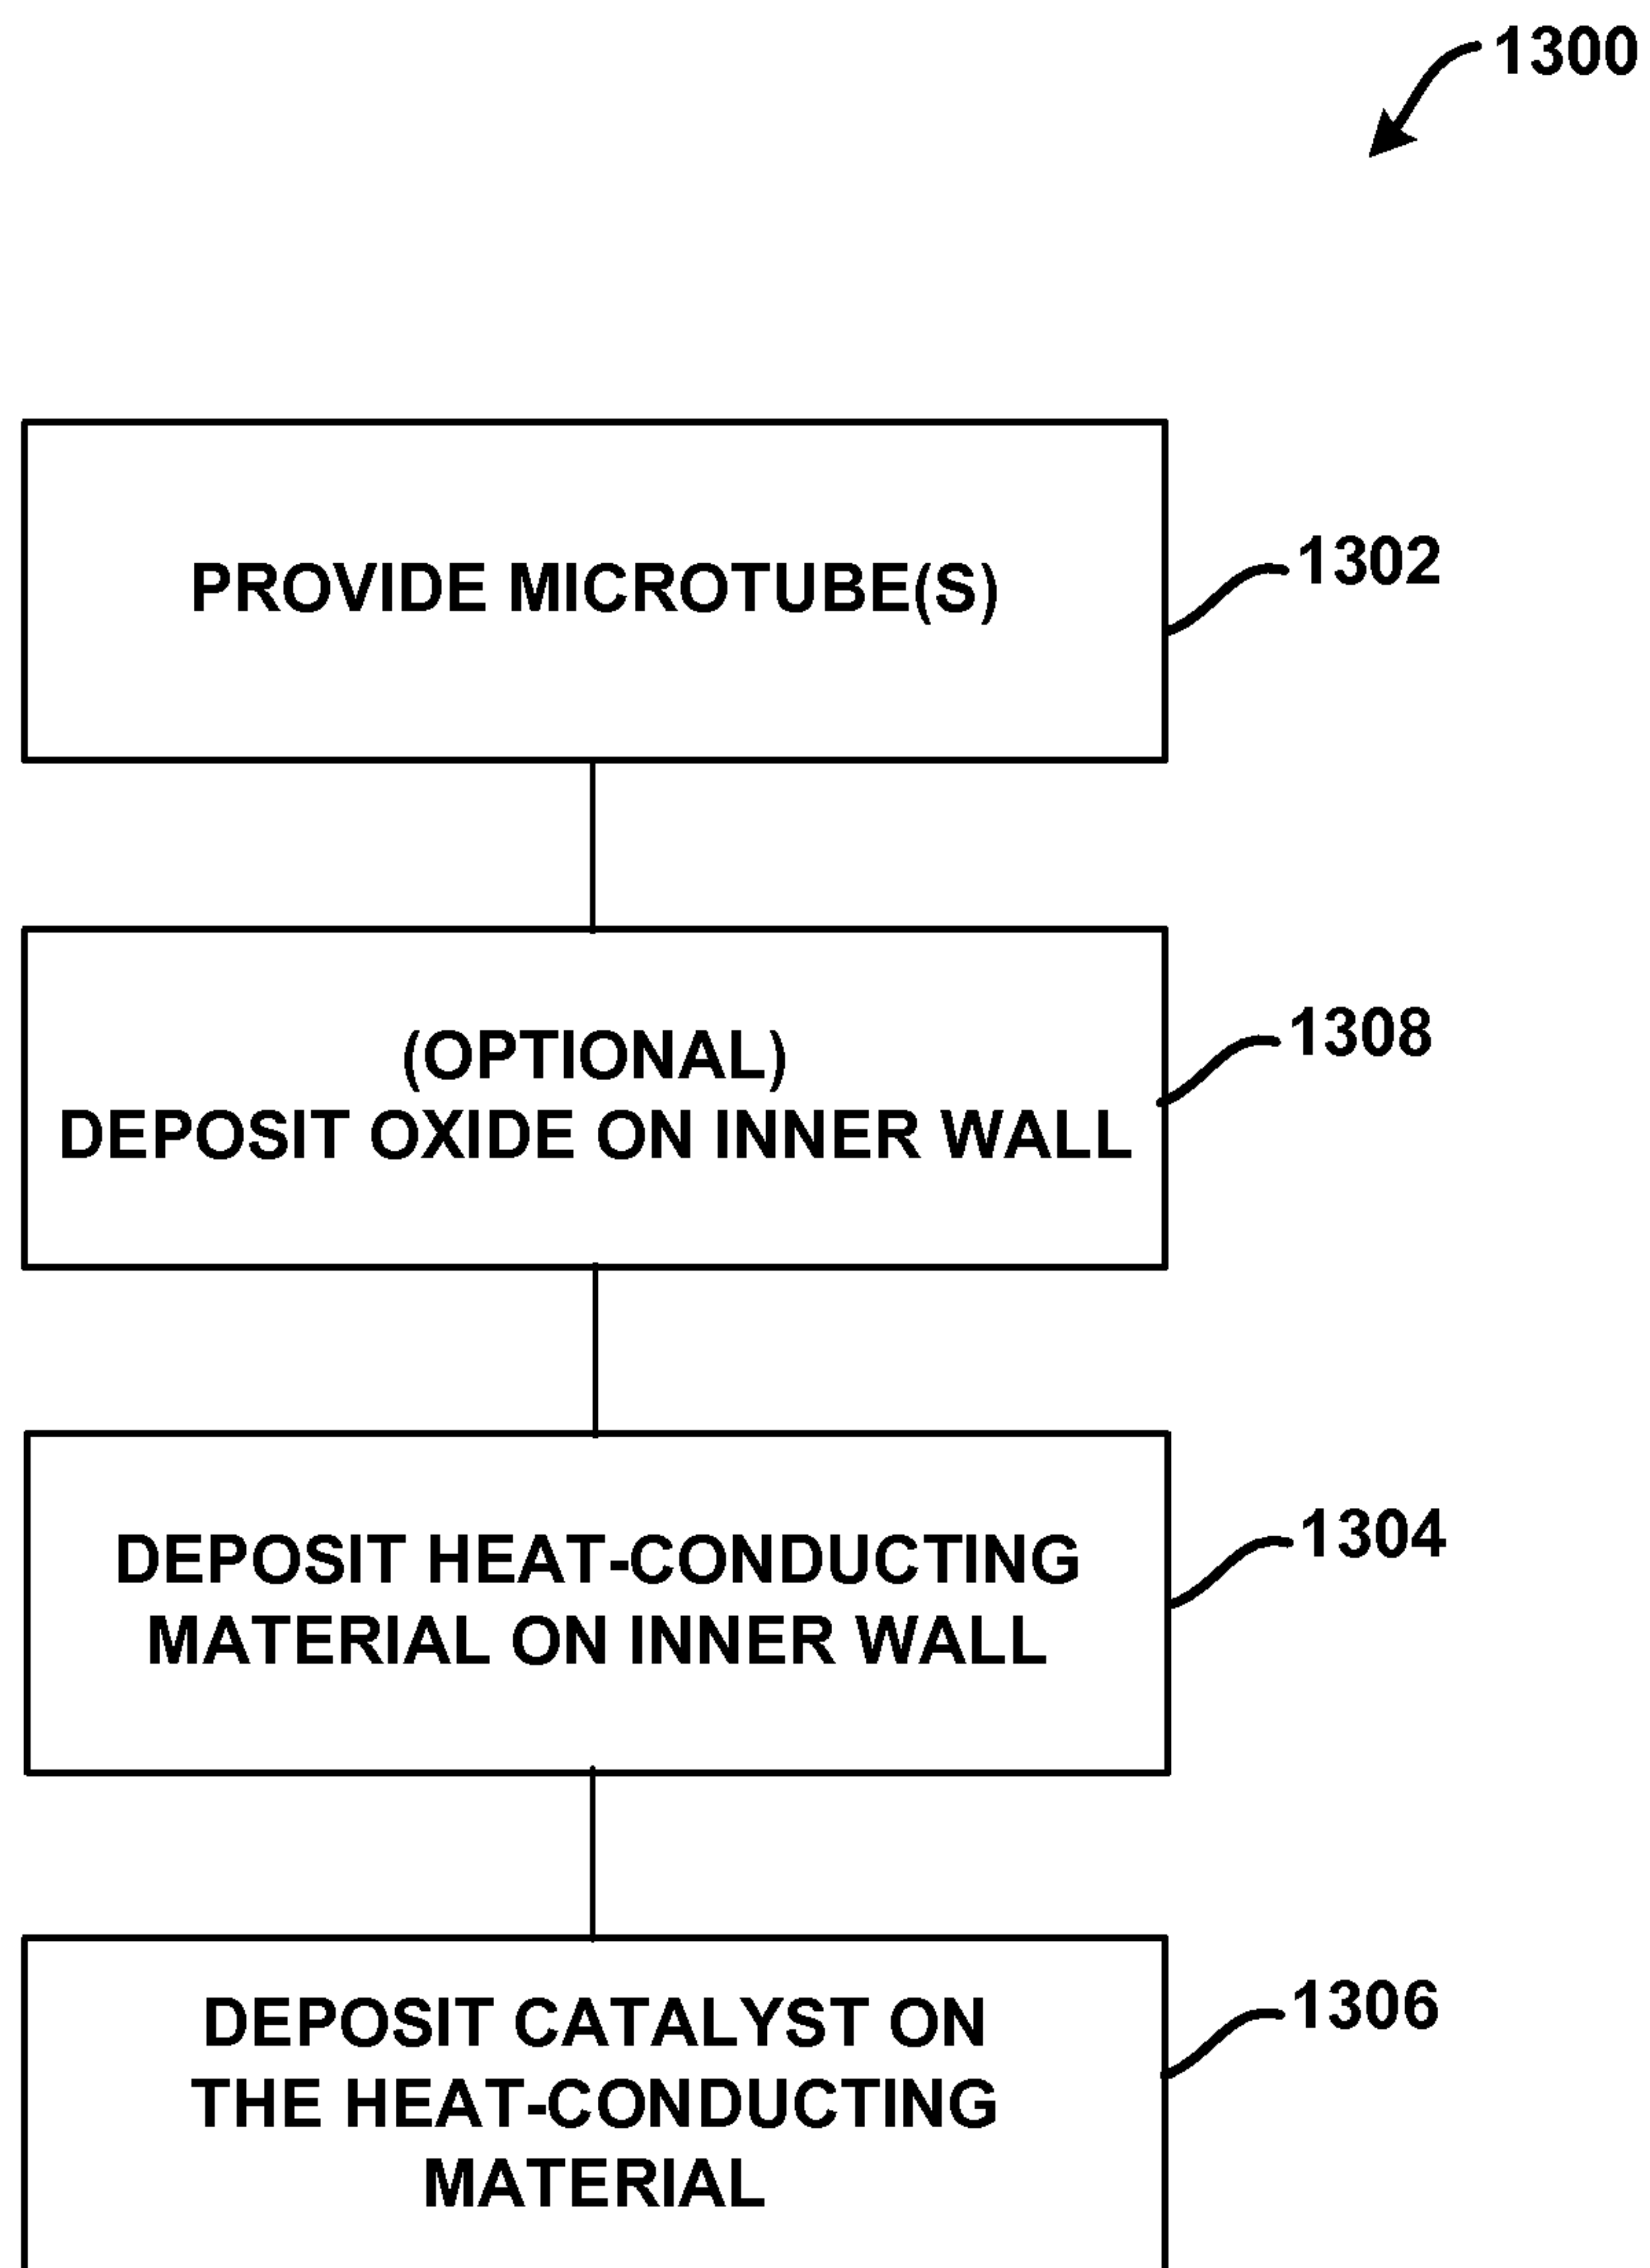 1300
PROVIDE MICROTUBE(S)
1302
(OPTIONAL)
DEPOSIT OXIDE ON INNER WALL
1308
DEPOSIT HEAT-CONDUCTING
MATERIAL ON INNER WALL
1304
DEPOSIT CATALYST ON
THE HEAT-CONDUCTING
MATERIAL
1306